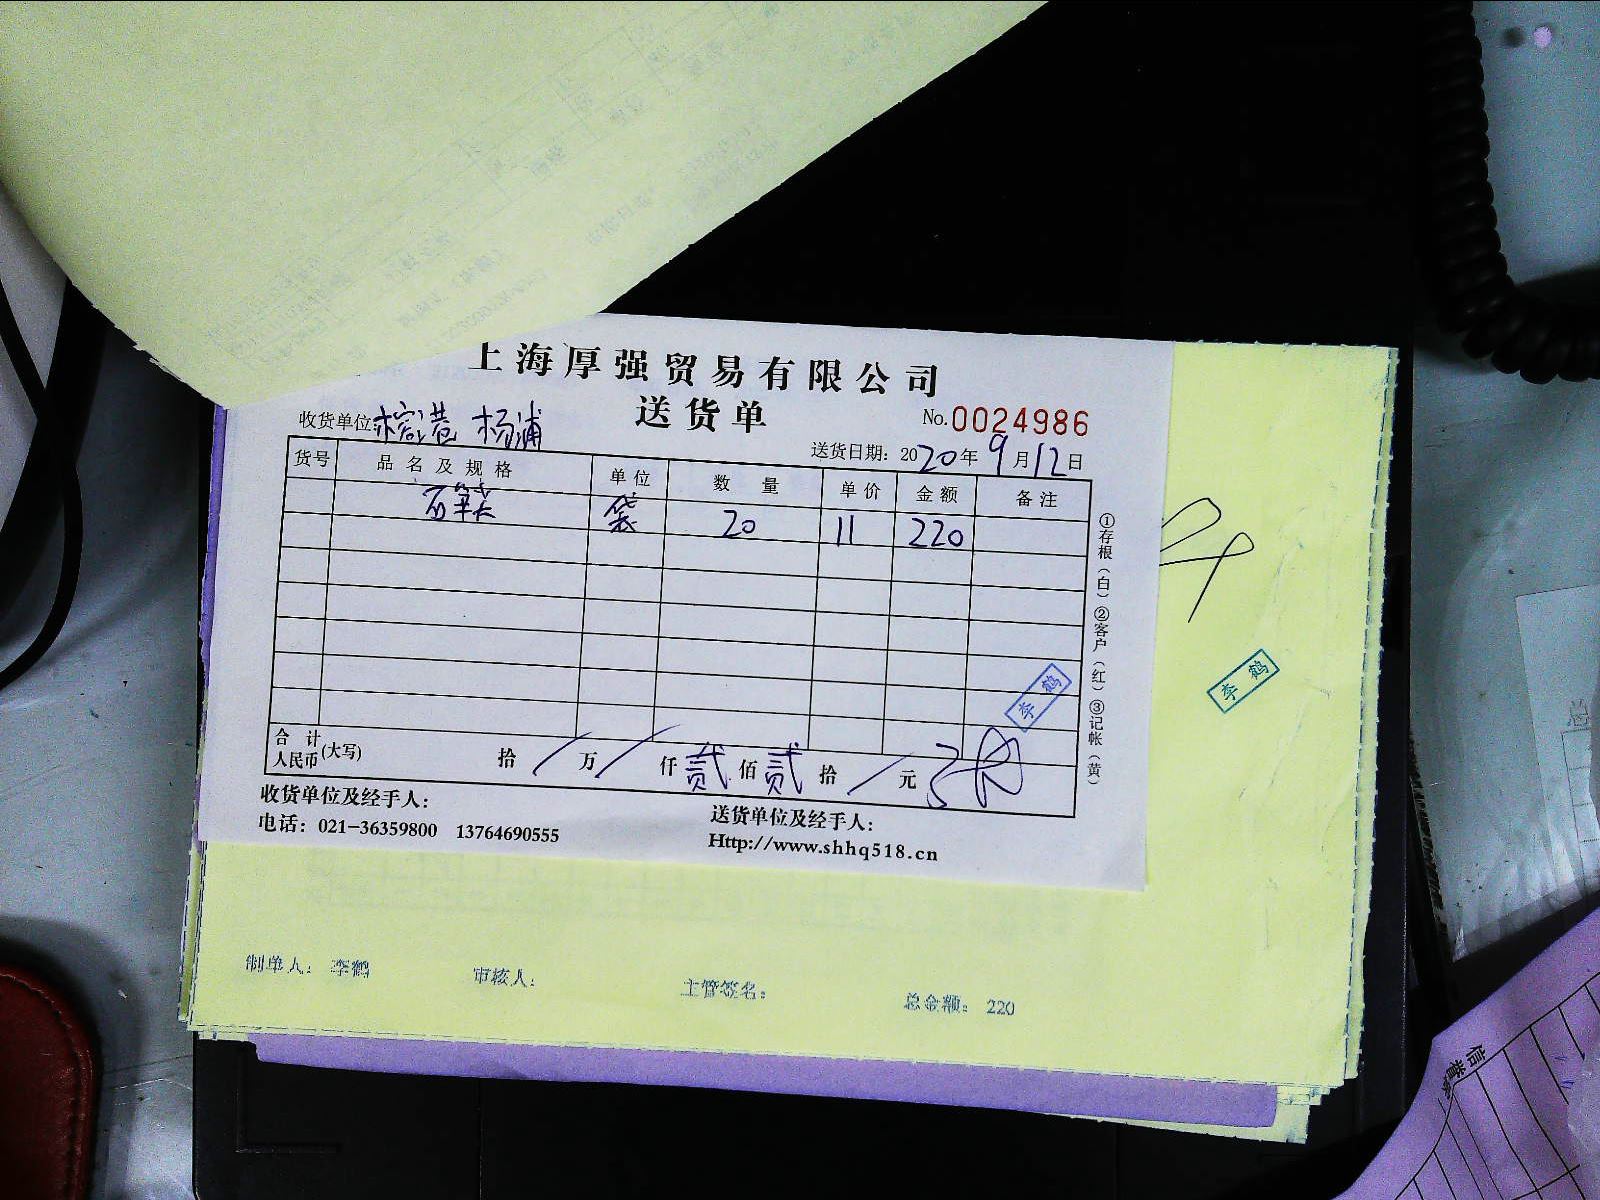 上海厚强贸易有限公司
送货单
No.0024986
收货单位 榕港 杨浦
送货日期：2020年9月12日
货号 品名及规格 单位 数量 单价 金额 备注
袋 20 11 220
合计 人民币(大写) 拾/万/仟贰佰贰拾/元
李鹤
①存根(白)②客户(红)③记帐(黄)
收货单位及经手人：
送货单位及经手人：
电话：021-36359800 13764690555
Http://www.shhq518.cn
李鹤
制单人：李鹤 审核人： 主管签名： 总金额：220